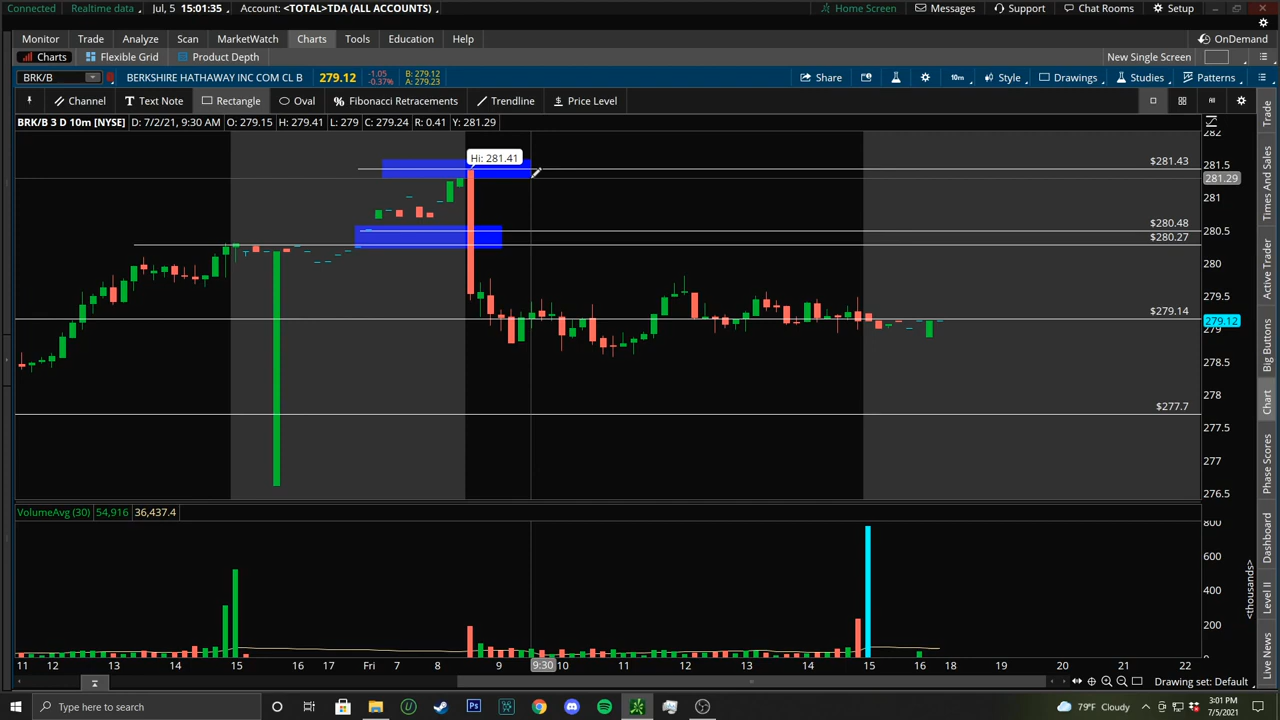 Connected Realtime data Jul, 5 15:01:35 Account: <TOTAL>TDA (ALL ACCOUNTS) Home Screen Messages Support Chat Rooms Setup
Monitor Trade Analyze Scan MarketWatch Charts Tools Education Help OnDemand
Charts Flexible Grid Product Depth New Single Screen
BRK/B BERKSHIRE HATHAWAY INC COM CL B 279.12 -1.05 -0.37% B: 279.12 A: 279.23 Share 10m Style Drawings Studies Patterns
Channel Text Note Rectangle Oval Fibonacci Retracements Trendline Price Level
BRK/B 3 D 10m [NYSE] D: 7/2/21, 9:30 AM O: 279.15 H: 279.41 L: 279 C: 279.24 R: 0.41 Y: 281.29
282
Hi: 281.41
$281.43
281.5
281.29
281
$280.48
280.5
$280.27
280
279.5
$279.14
279.12
279
278.5
278
$277.7
277.5
277
276.5
VolumeAvg (30) 54,916 36,437.4
800
600
400
200
0
<thousands>
11 12 13 14 15 16 17 Fri 7 8 9 9:30 10 11 12 13 14 15 16 18 19 20 21 22
Drawing set: Default
Trade
Times And Sales
Active Trader
Big Buttons
Chart
Phase Scores
Dashboard
Level II
Live News
Type here to search
79°F Cloudy
3:01 PM
7/5/2021